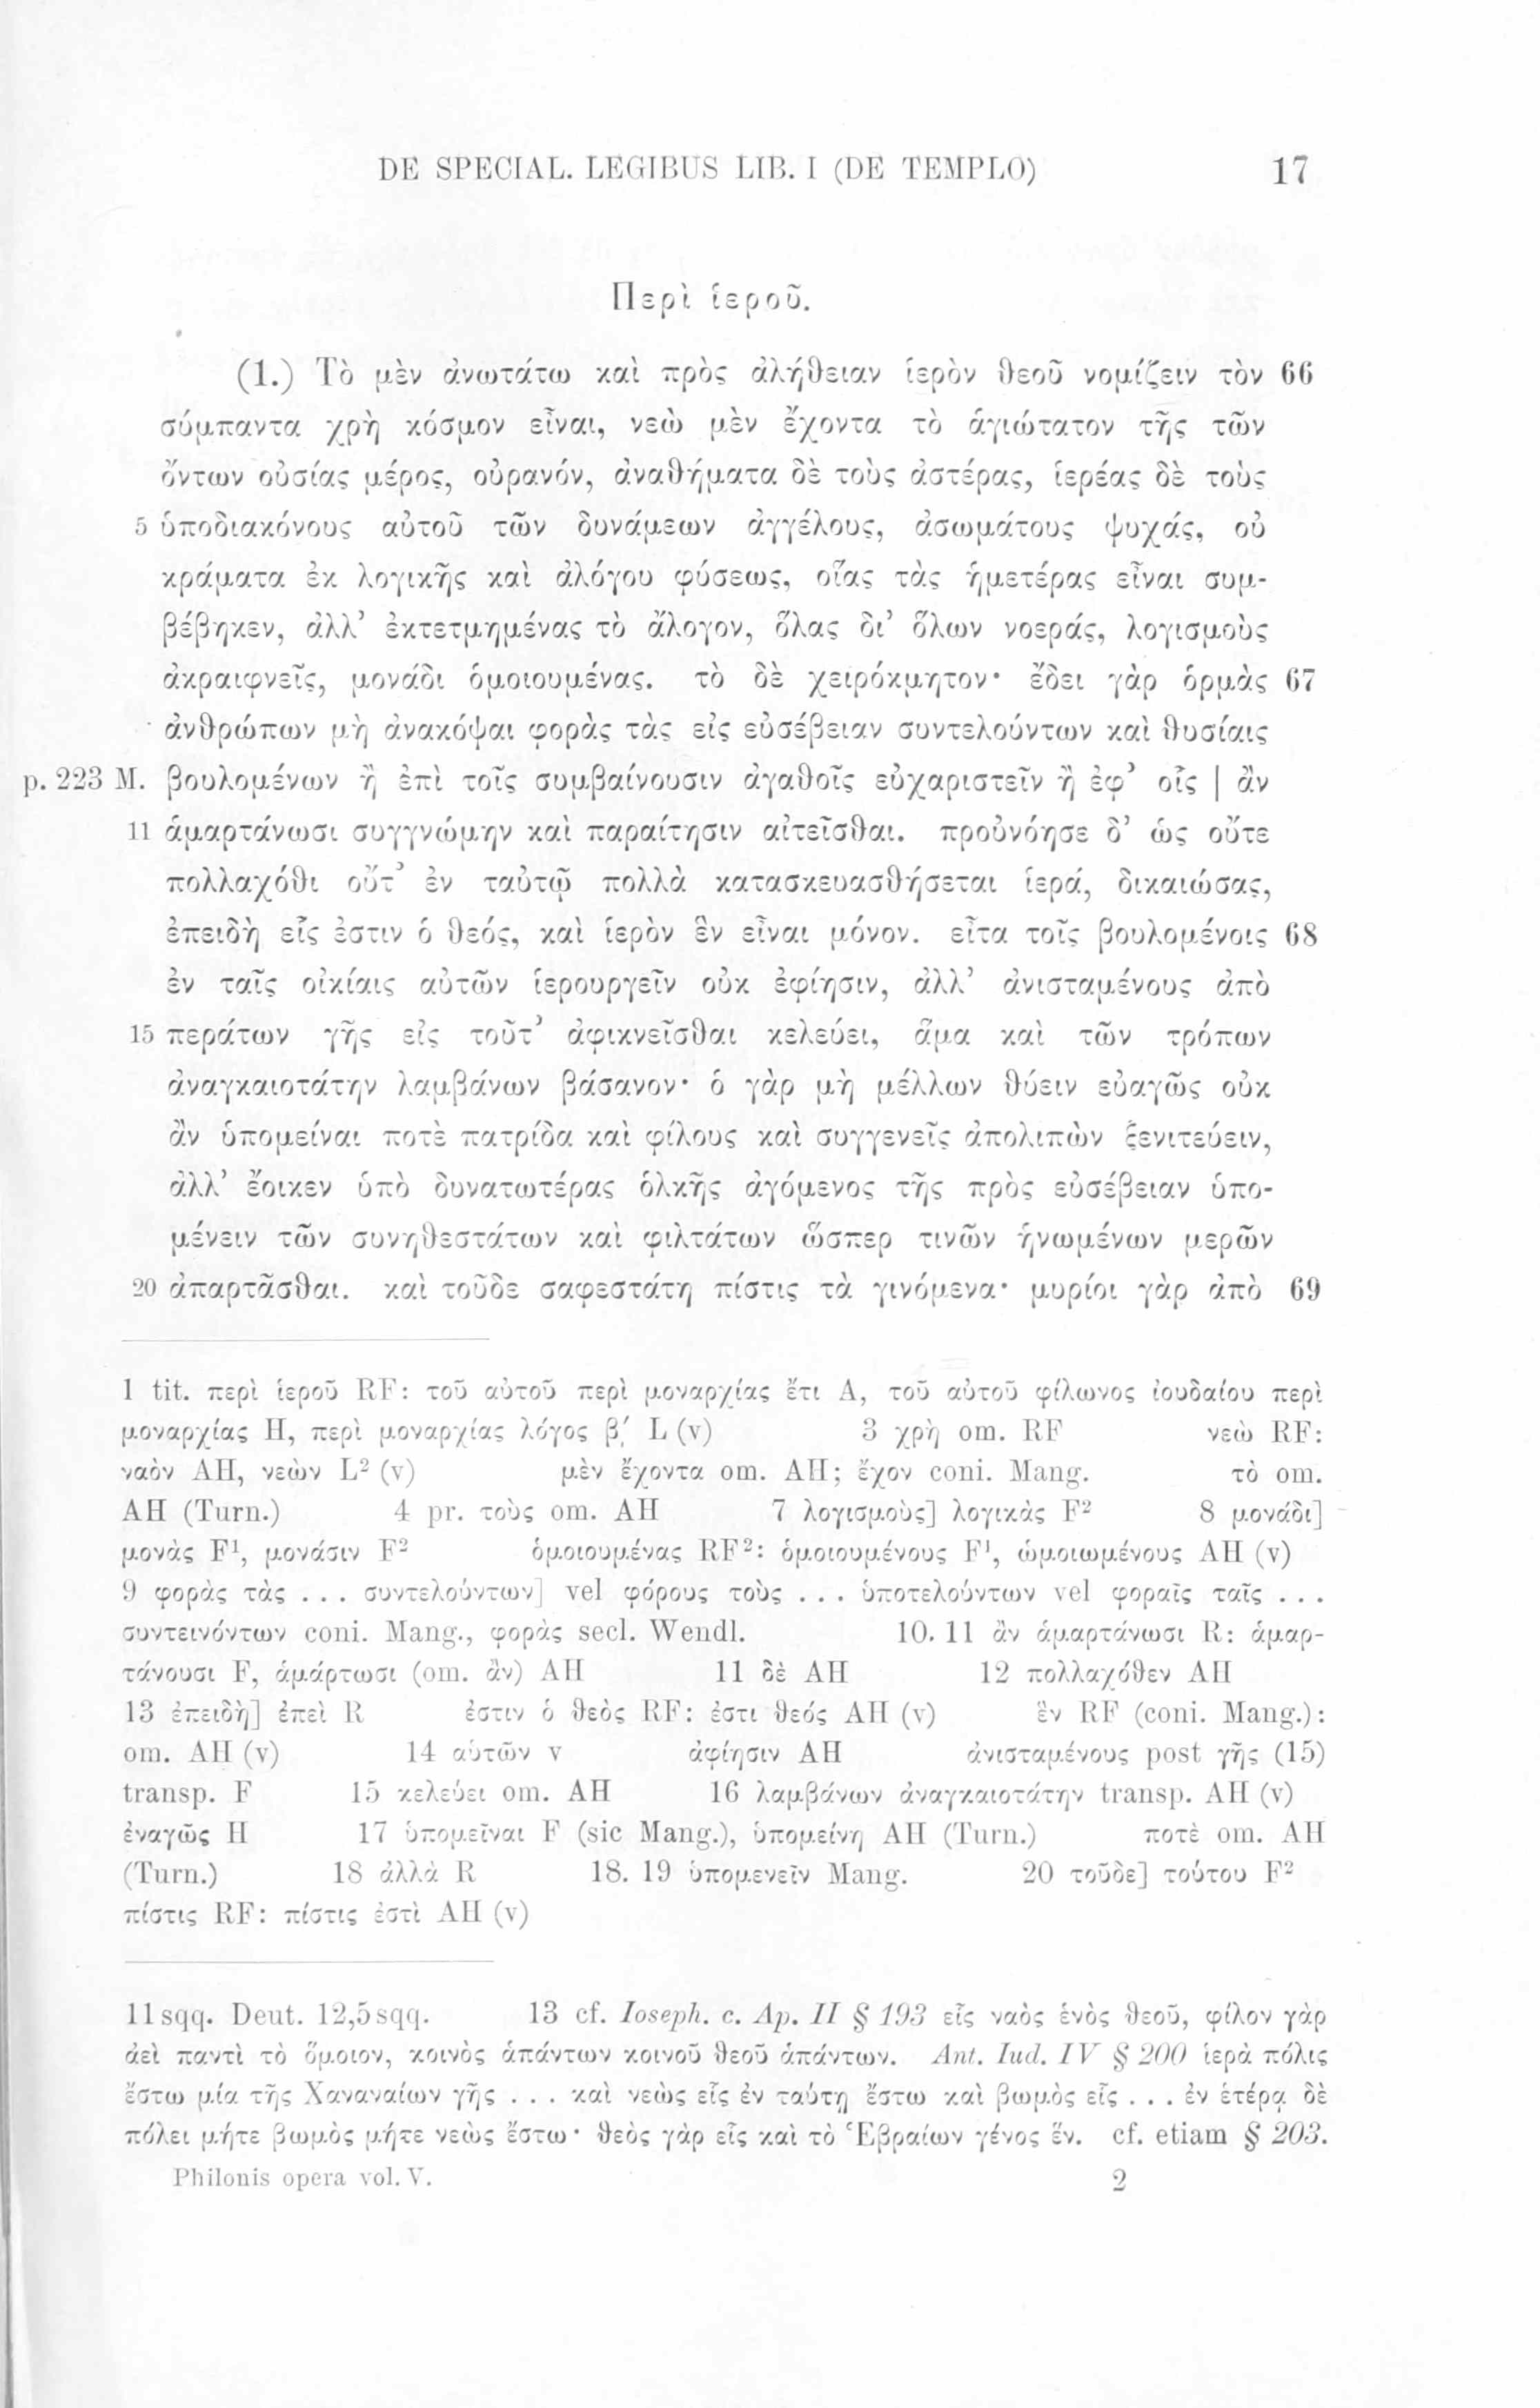 DE SPECIAL. LEGIBUS LIB. I (DE TEMPLO) 17
Περὶ ἱεροῦ.
(1.) Τὸ μὲν ἀνωτάτω καὶ πρὸς ἀλήθειαν ἱερὸν θεοῦ νομίζειν τὸν 66
σύμπαντα χρὴ κόσμον εἶναι, νεὼ μὲν ἔχοντα τὸ ἁγιώτατον τῆς τῶν
ὄντων οὐσίας μέρος, οὐρανόν, ἀναθήματα δὲ τοὺς ἀστέρας, ἱερέας δὲ τοὺς
5 ὑποδιακόνους αὐτοῦ τῶν δυνάμεων ἀγγέλους, ἀσωμάτους ψυχάς, οὐ
κράματα ἐκ λογικῆς καὶ ἀλόγου φύσεως, οἵας τὰς ἡμετέρας εἶναι συμ-
βέβηκεν, ἀλλ’ ἐκτετμημένας τὸ ἄλογον, ὅλας δι’ ὅλων νοεράς, λογισμοὺς
ἀκραιφνεῖς, μονάδι ὁμοιουμένας. τὸ δὲ χειρόκμητον· ἔδει γὰρ ὁρμὰς 67
ἀνθρώπων μὴ ἀνακόψαι φορὰς τὰς εἰς εὐσέβειαν συντελούντων καὶ θυσίαις
p. 223 M. βουλομένων ἢ ἐπὶ τοῖς συμβαίνουσιν ἀγαθοῖς εὐχαριστεῖν ἢ ἐφ’ οἷς | ἂν
11 ἁμαρτάνωσι συγγνώμην καὶ παραίτησιν αἰτεῖσθαι. προὐνόησε δ’ ὡς οὔτε
πολλαχόθι οὔτ’ ἐν ταὐτῷ πολλὰ κατασκευασθήσεται ἱερά, δικαιώσας,
ἐπειδὴ εἷς ἐστιν ὁ θεός, καὶ ἱερὸν ἓν εἶναι μόνον. εἶτα τοῖς βουλομένοις 68
ἐν ταῖς οἰκίαις αὐτῶν ἱερουργεῖν οὐκ ἐφίησιν, ἀλλ’ ἀνισταμένους ἀπὸ
15 περάτων γῆς εἰς τοῦτ’ ἀφικνεῖσθαι κελεύει, ἅμα καὶ τῶν τρόπων
ἀναγκαιοτάτην λαμβάνων βάσανον· ὁ γὰρ μὴ μέλλων θύειν εὐαγῶς οὐκ
ἂν ὑπομείναι ποτὲ πατρίδα καὶ φίλους καὶ συγγενεῖς ἀπολιπὼν ξενιτεύειν,
ἀλλ’ ἔοικεν ὑπὸ δυνατωτέρας ὁλκῆς ἀγόμενος τῆς πρὸς εὐσέβειαν ὑπο-
μένειν τῶν συνηθεστάτων καὶ φιλτάτων ὥσπερ τινῶν ἡνωμένων μερῶν
20 ἀπαρτᾶσθαι. καὶ τοῦδε σαφεστάτη πίστις τὰ γινόμενα· μυρίοι γὰρ ἀπὸ 69
1 tit. περὶ ἱεροῦ RF: τοῦ αὐτοῦ περὶ μοναρχίας ἔτι A, τοῦ αὐτοῦ φίλωνος ἰουδαίου περὶ
μοναρχίας H, περὶ μοναρχίας λόγος β′ L (v) 3 χρὴ om. RF νεὼ RF:
ναὸν AH, νεὼν L² (v) μὲν ἔχοντα om. AH; ἔχον coni. Mang. τὸ om.
AH (Turn.) 4 pr. τοὺς om. AH 7 λογισμοὺς] λογικὰς F² 8 μονάδι]
μονὰς F¹, μονάσιν F² ὁμοιουμένας RF²: ὁμοιουμένους F¹, ὡμοιωμένους AH (v)
9 φορὰς τὰς . . . συντελούντων] vel φόρους τοὺς . . . ὑποτελούντων vel φοραῖς ταῖς . . .
συντεινόντων coni. Mang., φορὰς secl. Wendl. 10. 11 ἂν ἁμαρτάνωσι R: ἁμαρ-
τάνουσι F, ἁμάρτωσι (om. ἂν) AH 11 δὲ AH 12 πολλαχόθεν AH
13 ἐπειδὴ] ἐπεὶ R ἐστιν ὁ θεὸς RF: ἐστι θεός AH (v) ἓν RF (coni. Mang.):
om. AH (v) 14 αὑτῶν v ἀφίησιν AH ἀνισταμένους post γῆς (15)
transp. F 15 κελεύει om. AH 16 λαμβάνων ἀναγκαιοτάτην transp. AH (v)
ἐναγῶς H 17 ὑπομεῖναι F (sic Mang.), ὑπομείνῃ AH (Turn.) ποτὲ om. AH
(Turn.) 18 ἀλλὰ R 18. 19 ὑπομενεῖν Mang. 20 τοῦδε] τούτου F²
πίστις RF: πίστις ἐστὶ AH (v)
11 sqq. Deut. 12,5 sqq. 13 cf. Ioseph. c. Ap. II § 193 εἷς ναὸς ἑνὸς θεοῦ, φίλον γὰρ
ἀεὶ παντὶ τὸ ὅμοιον, κοινὸς ἁπάντων κοινοῦ θεοῦ ἁπάντων. Ant. Iud. IV § 200 ἱερὰ πόλις
ἔστω μία τῆς Χαναναίων γῆς . . . καὶ νεὼς εἷς ἐν ταύτῃ ἔστω καὶ βωμὸς εἷς . . . ἐν ἑτέρᾳ δὲ
πόλει μήτε βωμὸς μήτε νεὼς ἔστω· θεὸς γὰρ εἷς καὶ τὸ Ἑβραίων γένος ἕν. cf. etiam § 203.
Philonis opera vol. V. 2